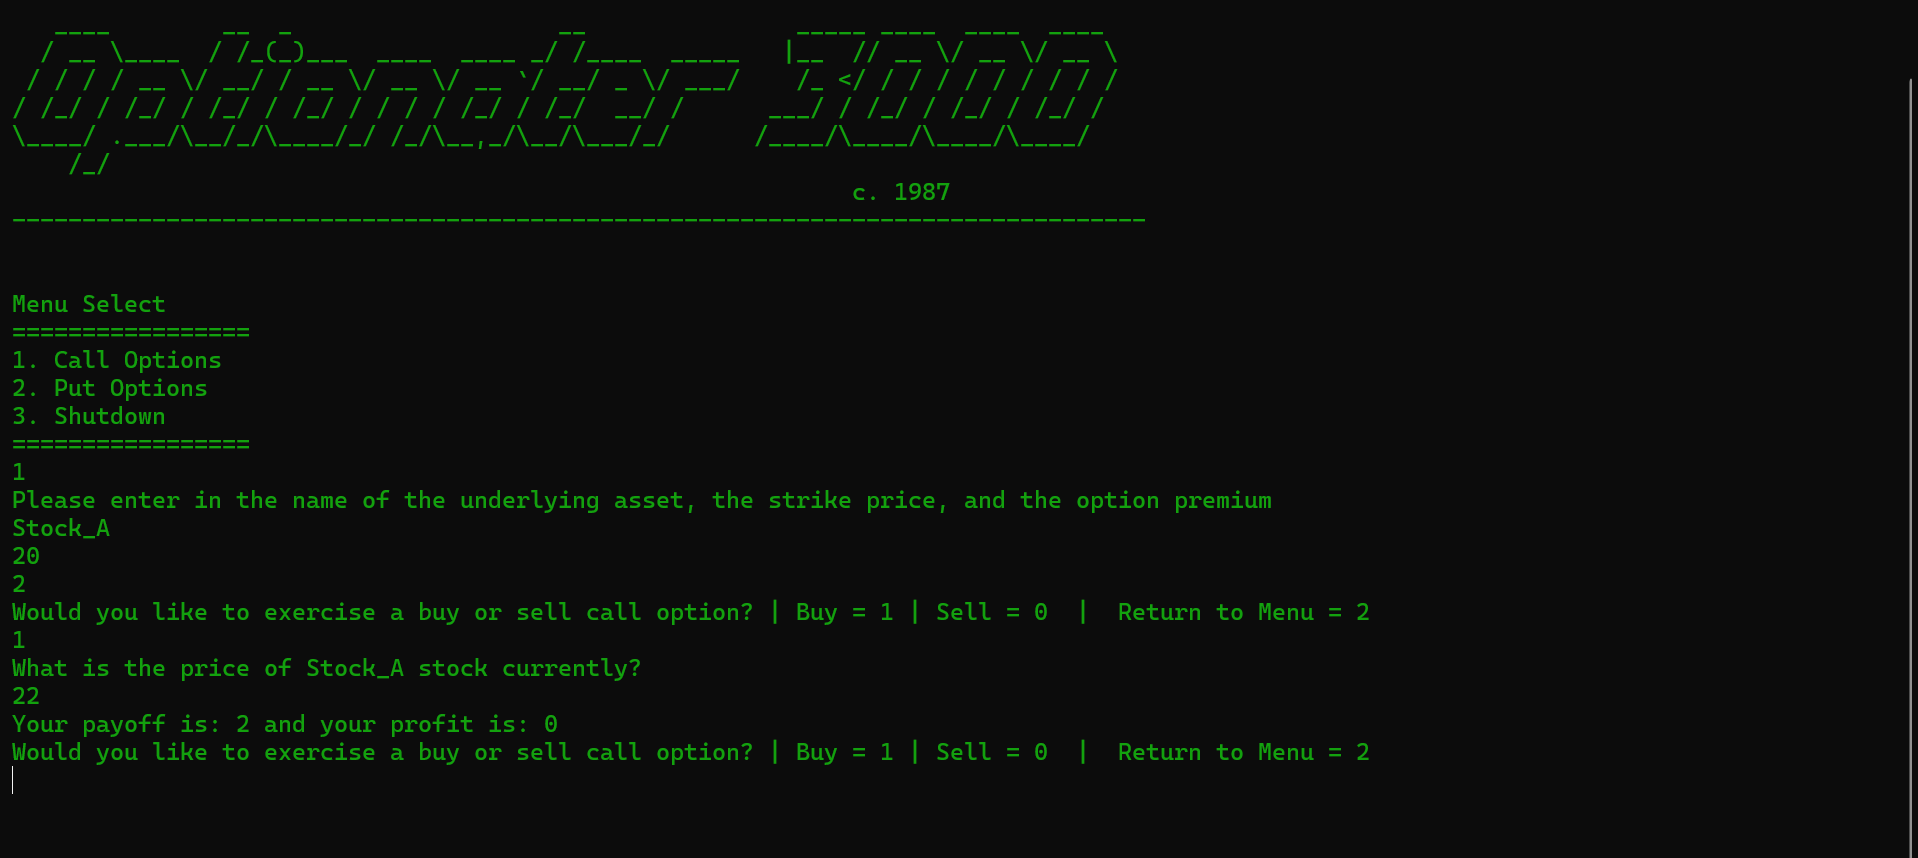 Optionater 3000
c. 1987
---------------------------------------------------------------------------------
Menu Select
=================
1. Call Options
2. Put Options
3. Shutdown
=================
1
Please enter in the name of the underlying asset, the strike price, and the option premium
Stock_A
20
2
Would you like to exercise a buy or sell call option? | Buy = 1 | Sell = 0  |  Return to Menu = 2
1
What is the price of Stock_A stock currently?
22
Your payoff is: 2 and your profit is: 0
Would you like to exercise a buy or sell call option? | Buy = 1 | Sell = 0  |  Return to Menu = 2